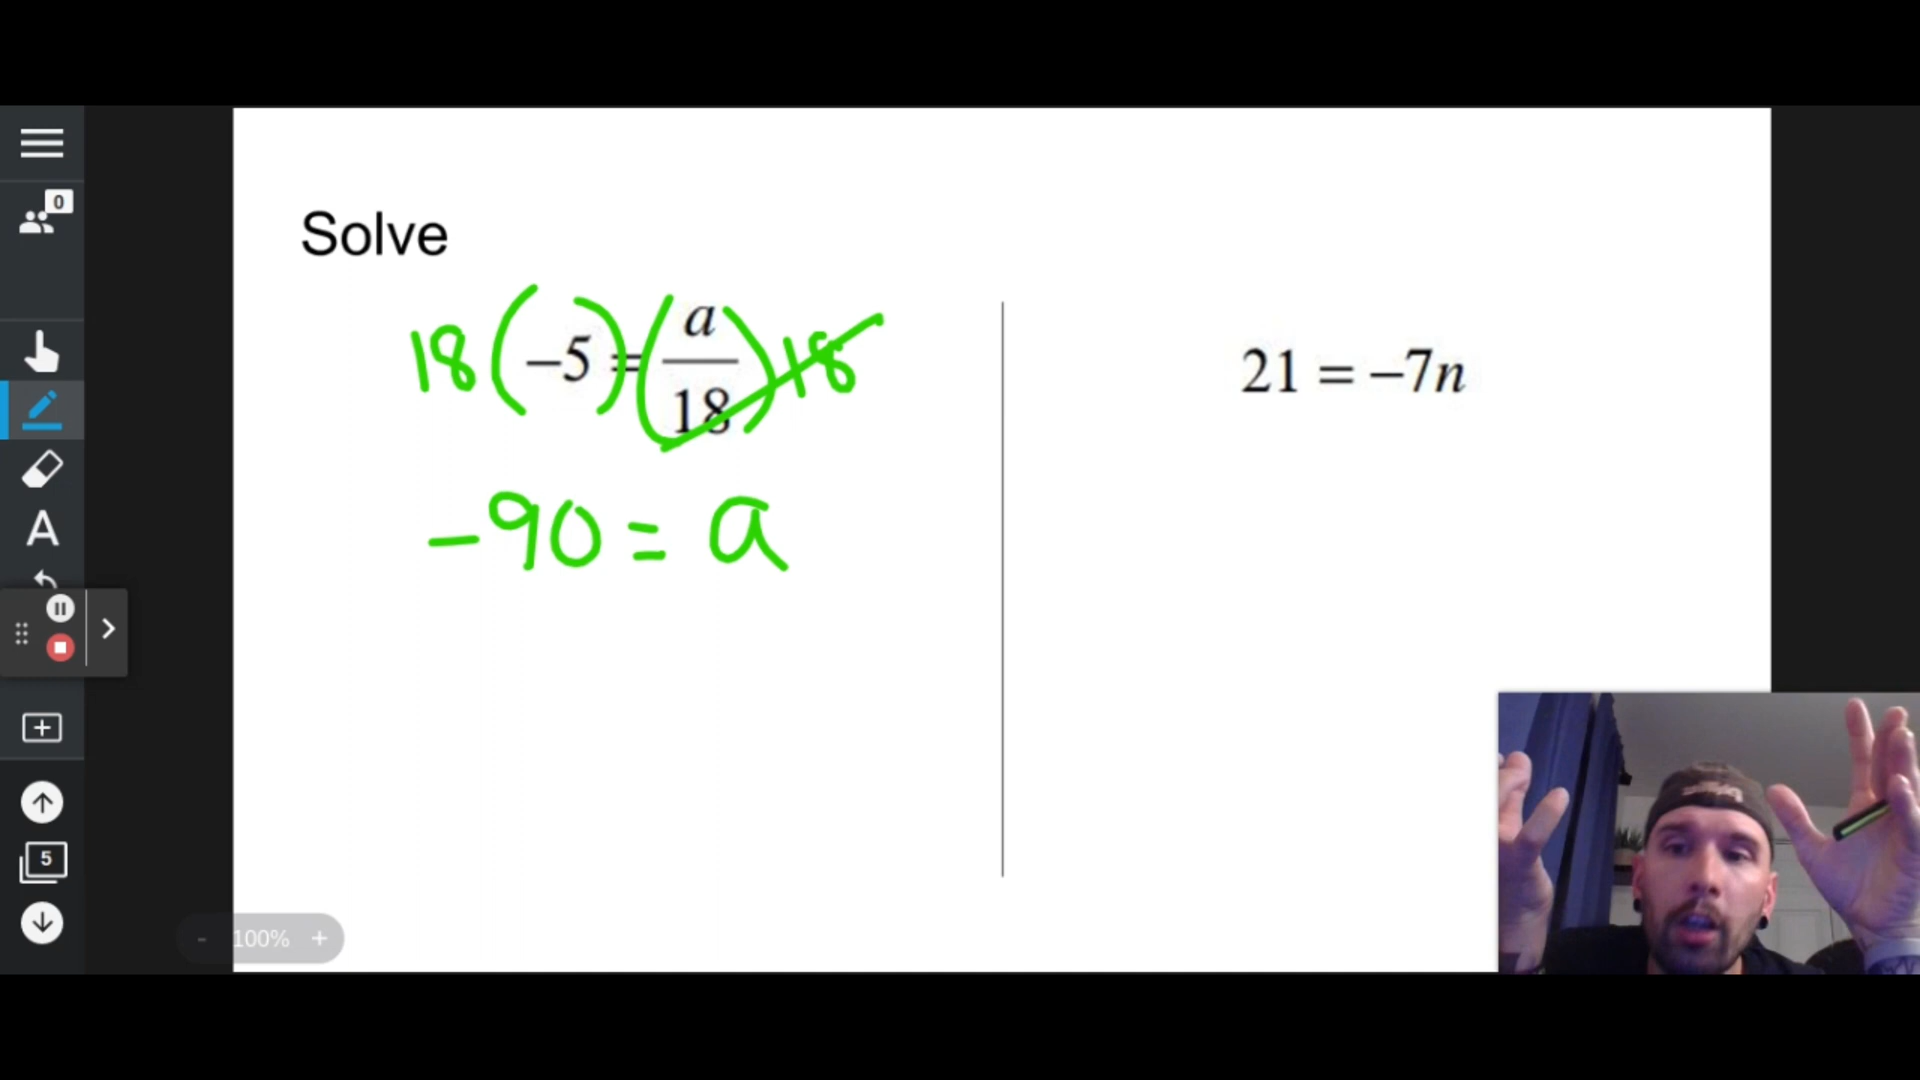 0
Solve
18(-5)=(a/18)18
-90 = a
21 = −7n
A
5
- 100% +